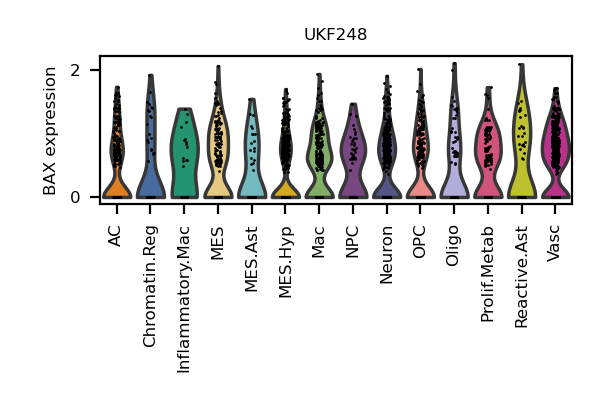 UKF248
BAX expression
2
0
AC
Chromatin.Reg
Inflammatory.Mac
MES
MES.Ast
MES.Hyp
Mac
NPC
Neuron
OPC
Oligo
Prolif.Metab
Reactive.Ast
Vasc